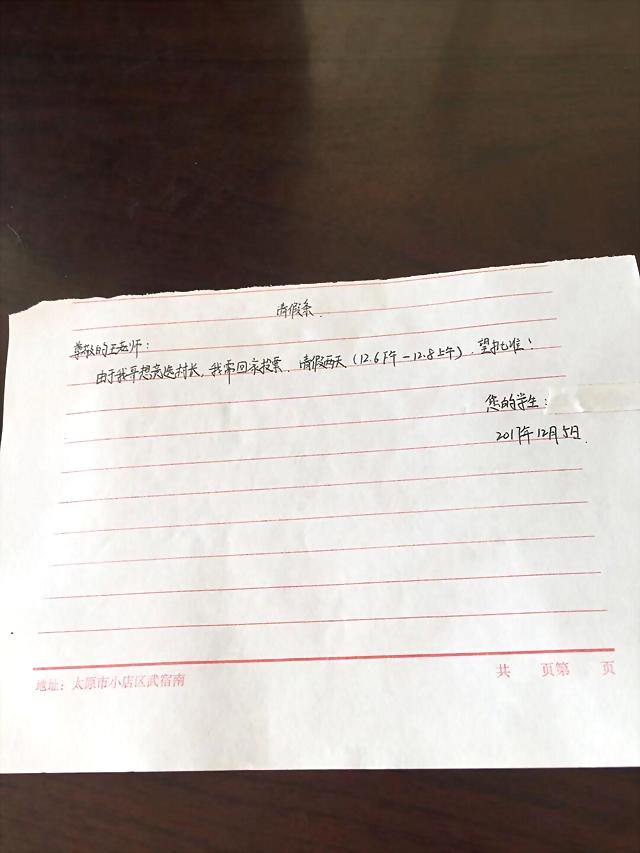 请假条.
尊敬的王老师:
由于我哥想竞选村长,我需回家投票.请假两天(12.6下午-12.8上午).望批准!
您的学生:
2017年12月5日.
地址:太原市小店区武宿南 共 页第 页